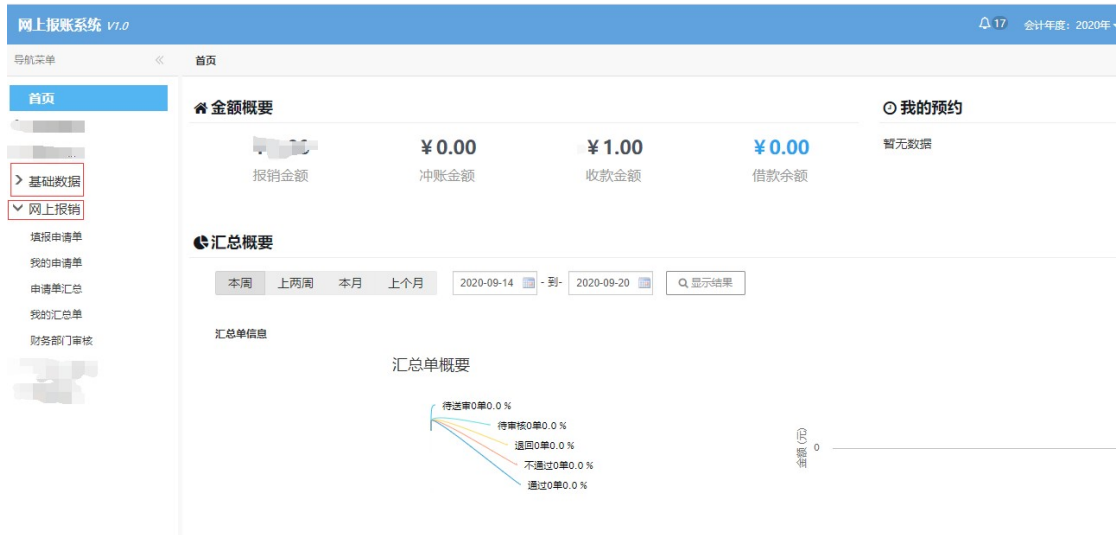 网上报账系统 V1.0
17 会计年度：2020年
导航菜单
首页
首页
基础数据
网上报销
填报申请单
我的申请单
申请单汇总
我的汇总单
财务部门审核
金额概要
报销金额
¥0.00
冲账金额
¥1.00
收款金额
¥0.00
借款余额
我的预约
暂无数据
汇总概要
本周 上两周 本月 上个月 2020-09-14 -到- 2020-09-20 显示结果
汇总单信息
汇总单概要
待送审0单0.0 %
待审核0单0.0 %
退回0单0.0 %
不通过0单0.0 %
通过0单0.0 %
金额 (元)
0